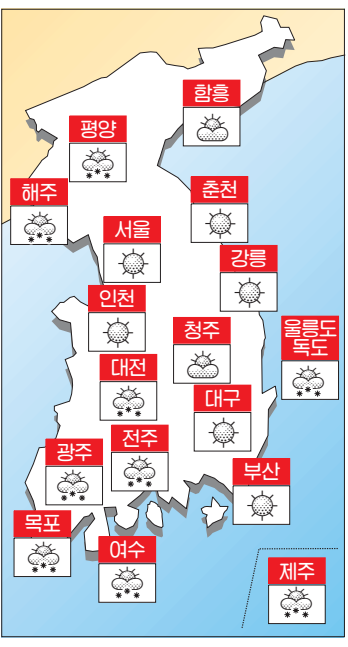 함흥
평양
해주
춘천
서울
강릉
인천
청주
울릉도
독도
대전
대구
전주
광주
부산
목포
여수
제주